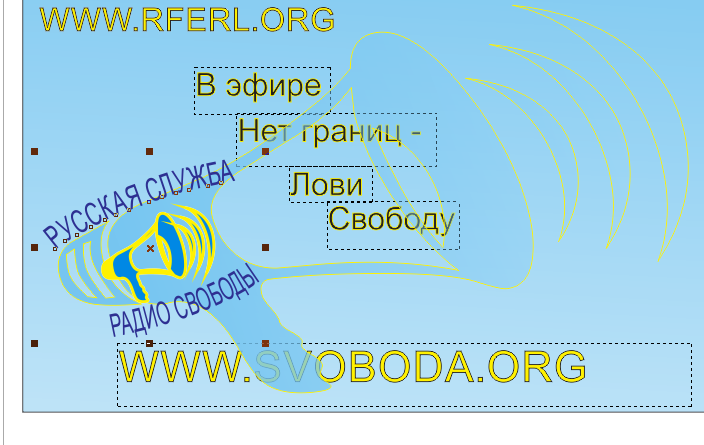 WWW.RFERL.ORG
В эфире
Нет границ -
Лови
Свободу
РУССКАЯ СЛУЖБА
РАДИО СВОБОДЫ
WWW.SVOBODA.ORG